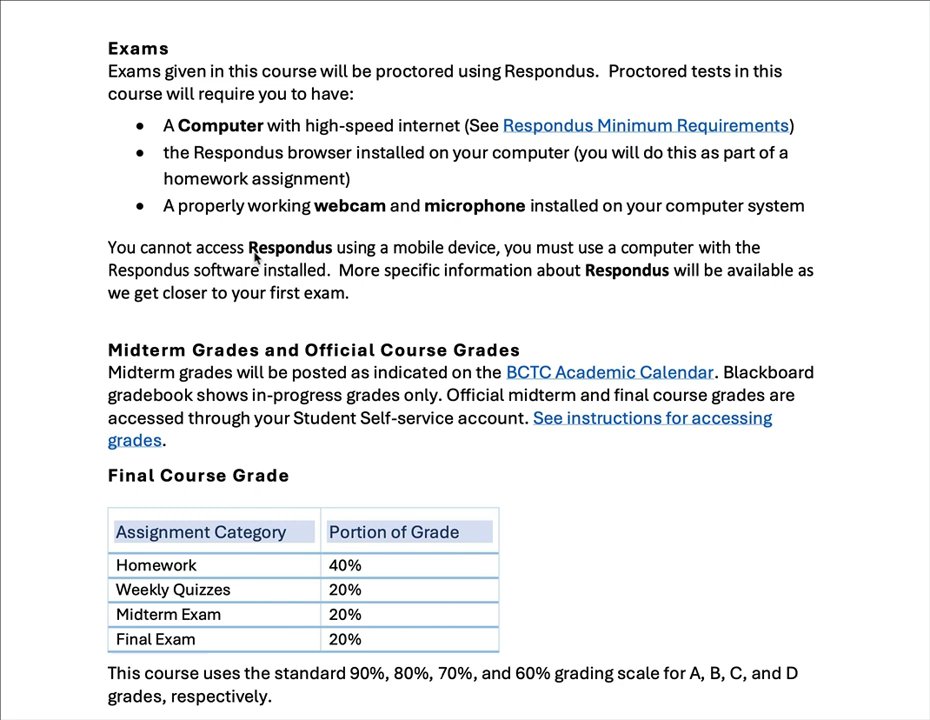 Exams
Exams given in this course will be proctored using Respondus.  Proctored tests in this
course will require you to have:
• A Computer with high-speed internet (See Respondus Minimum Requirements)
• the Respondus browser installed on your computer (you will do this as part of a
homework assignment)
• A properly working webcam and microphone installed on your computer system
You cannot access Respondus using a mobile device, you must use a computer with the
Respondus software installed.  More specific information about Respondus will be available as
we get closer to your first exam.
Midterm Grades and Official Course Grades
Midterm grades will be posted as indicated on the BCTC Academic Calendar. Blackboard
gradebook shows in-progress grades only. Official midterm and final course grades are
accessed through your Student Self-service account. See instructions for accessing
grades.
Final Course Grade
Assignment Category Portion of Grade
Homework 40%
Weekly Quizzes 20%
Midterm Exam 20%
Final Exam 20%
This course uses the standard 90%, 80%, 70%, and 60% grading scale for A, B, C, and D
grades, respectively.